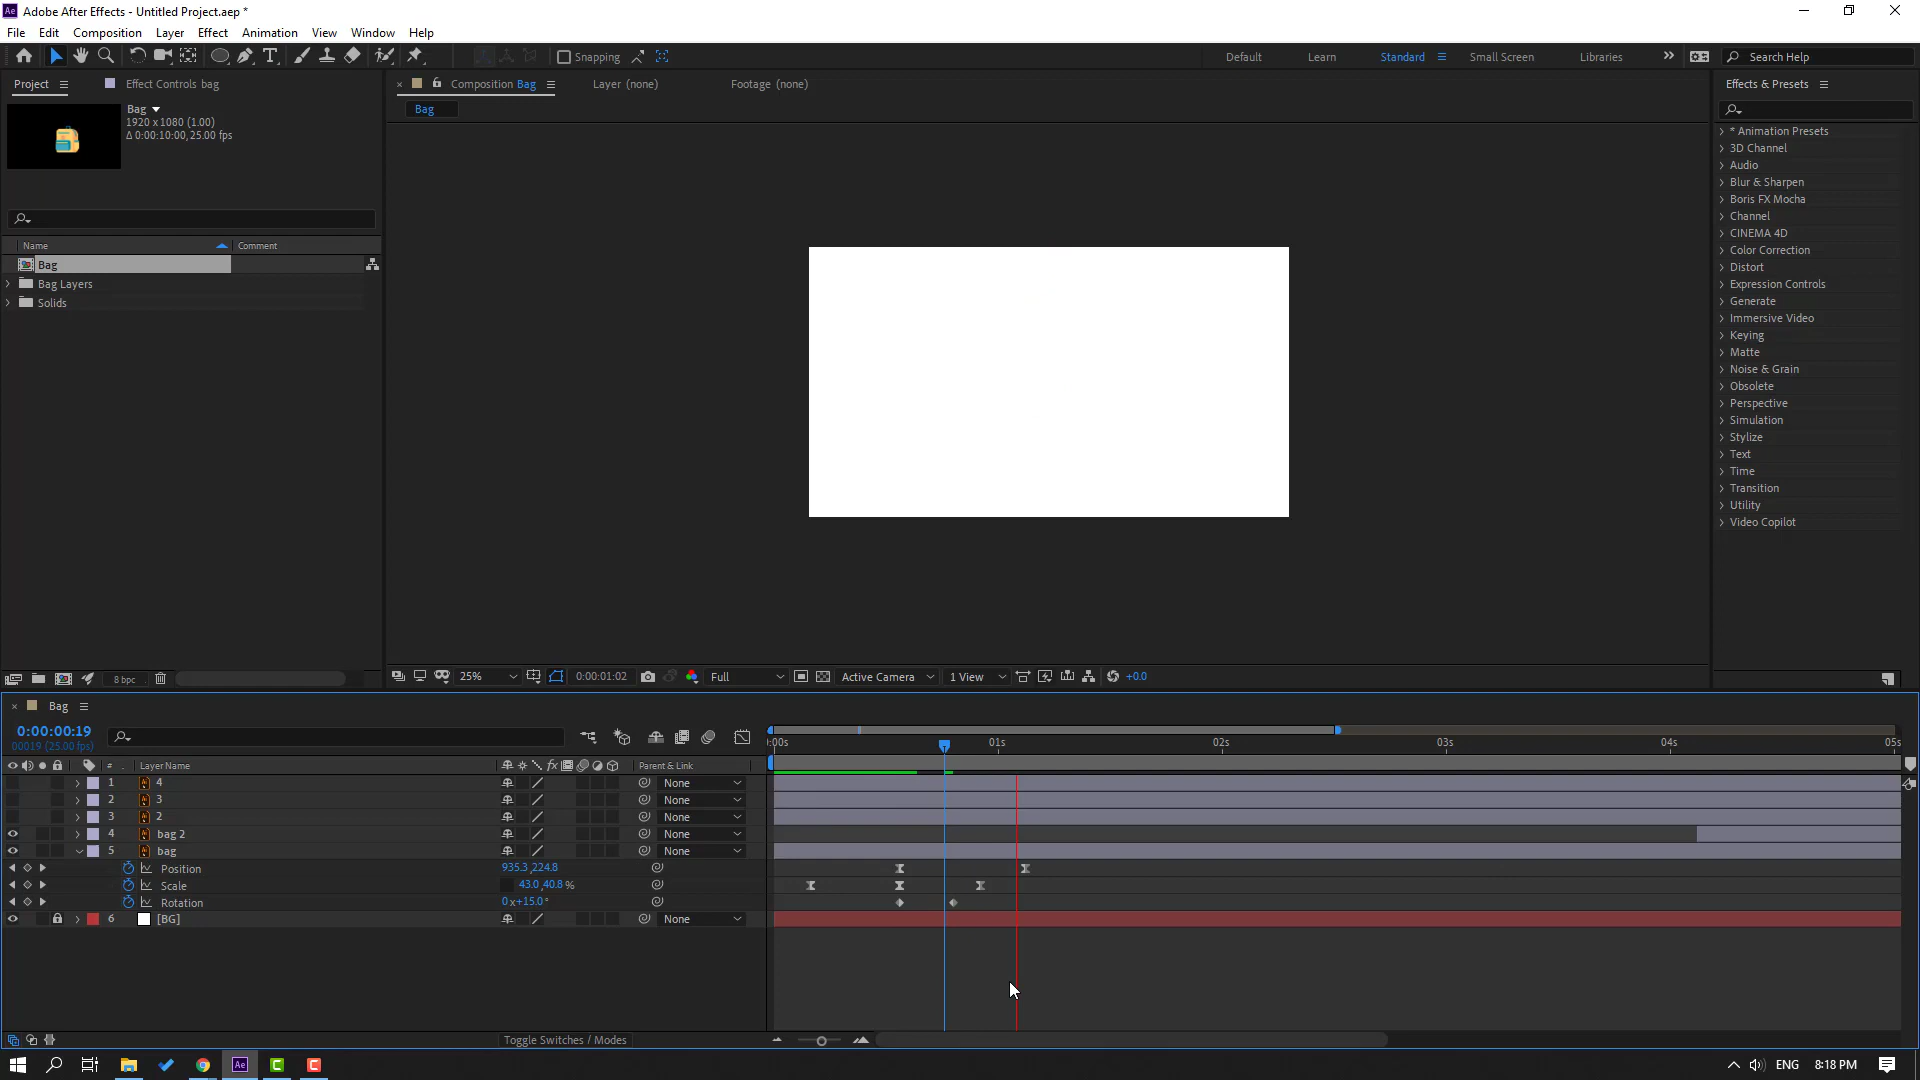 Adobe After Effects - Untitled Project.aep *
File Edit Composition Layer Effect Animation View Window Help
Snapping Default Learn Standard Small Screen Libraries Search Help
Project Effect Controls bag Composition Bag Layer (none) Footage (none) Effects & Presets
Bag
1920 x 1080 (1.00)
Δ 0:00:10:00, 25.00 fps
Bag
Name Comment
Bag
Bag Layers
Solids
* Animation Presets
3D Channel
Audio
Blur & Sharpen
Boris FX Mocha
Channel
CINEMA 4D
Color Correction
Distort
Expression Controls
Generate
Immersive Video
Keying
Matte
Noise & Grain
Obsolete
Perspective
Simulation
Stylize
Text
Time
Transition
Utility
Video Copilot
8 bpc 25% 0:00:01:02 Full Active Camera 1 View +0.0
Bag
0:00:00:19
00019 (25.00 fps)
:00s 01s 02s 03s 04s 05s
# Layer Name fx Parent & Link
1 4 None
2 3 None
3 2 None
4 bag 2 None
5 bag None
Position 935.3,224.8
Scale 43.0,40.8 %
Rotation 0x+15.0°
6 [BG] None
Toggle Switches / Modes
Ae ENG 8:18 PM